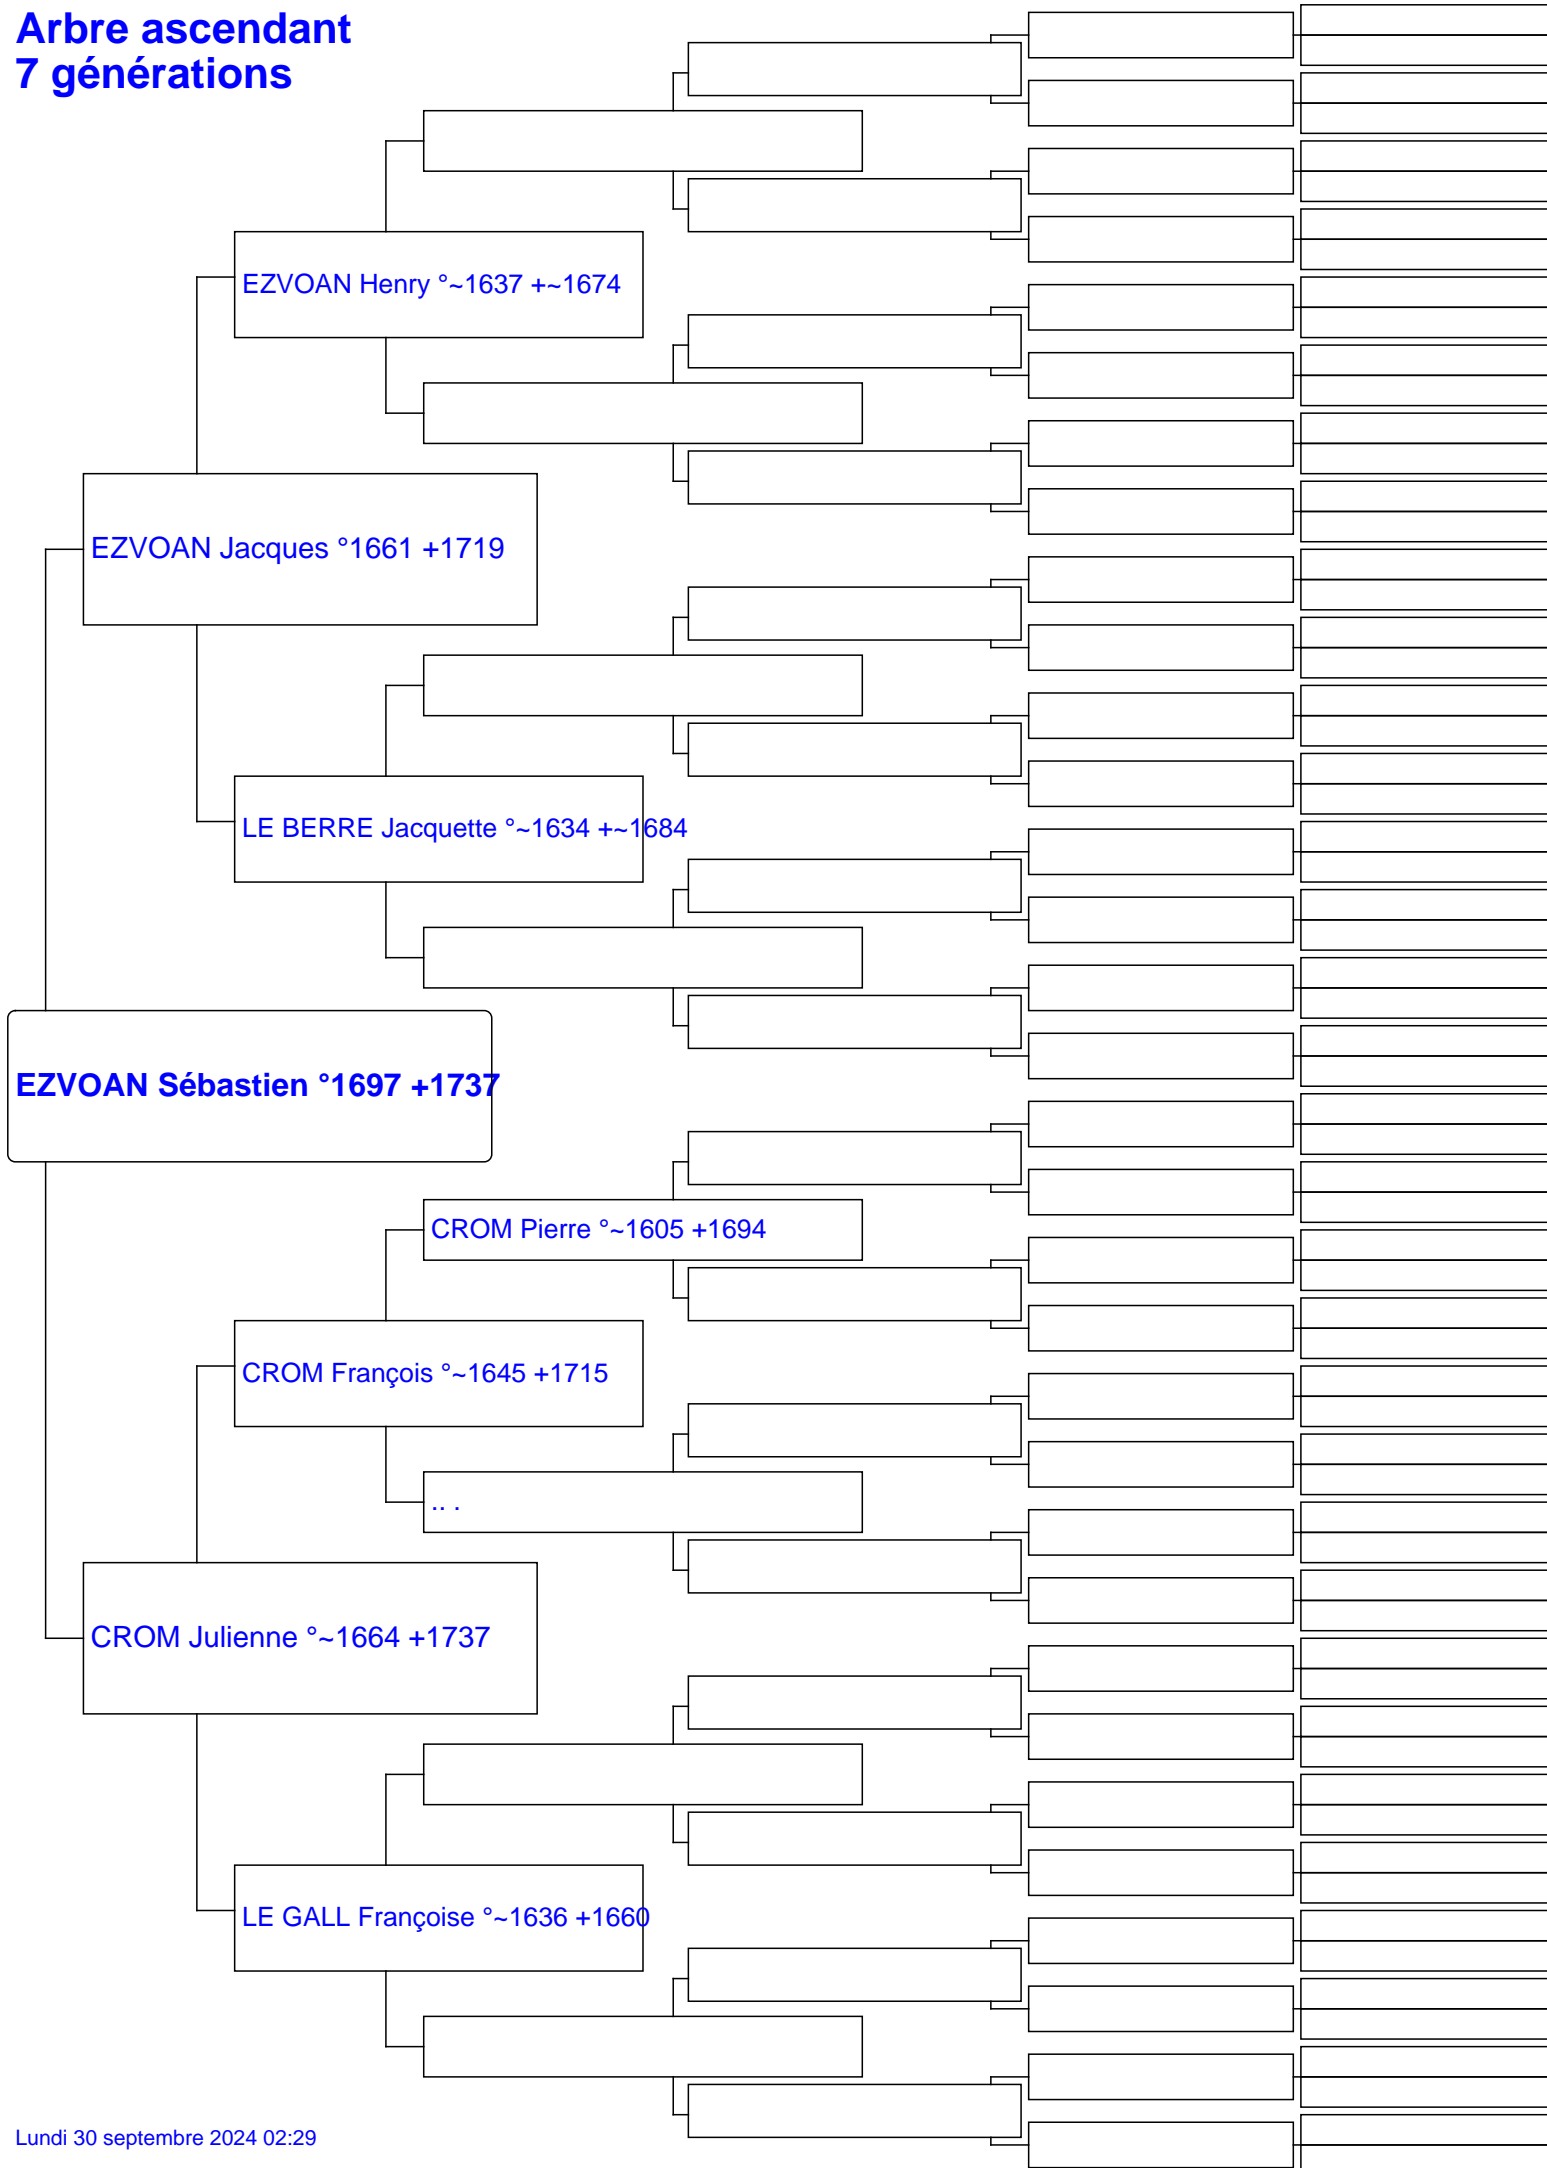 Arbre ascendant
7 générations
EZVOAN Henry °~1637 +~1674
EZVOAN Jacques °1661 +1719
LE BERRE Jacquette °~1634 +~1684
EZVOAN Sébastien °1697 +1737
CROM Pierre °~1605 +1694
CROM François °~1645 +1715
.. .
CROM Julienne °~1664 +1737
LE GALL Françoise °~1636 +1660
Lundi 30 septembre 2024 02:29